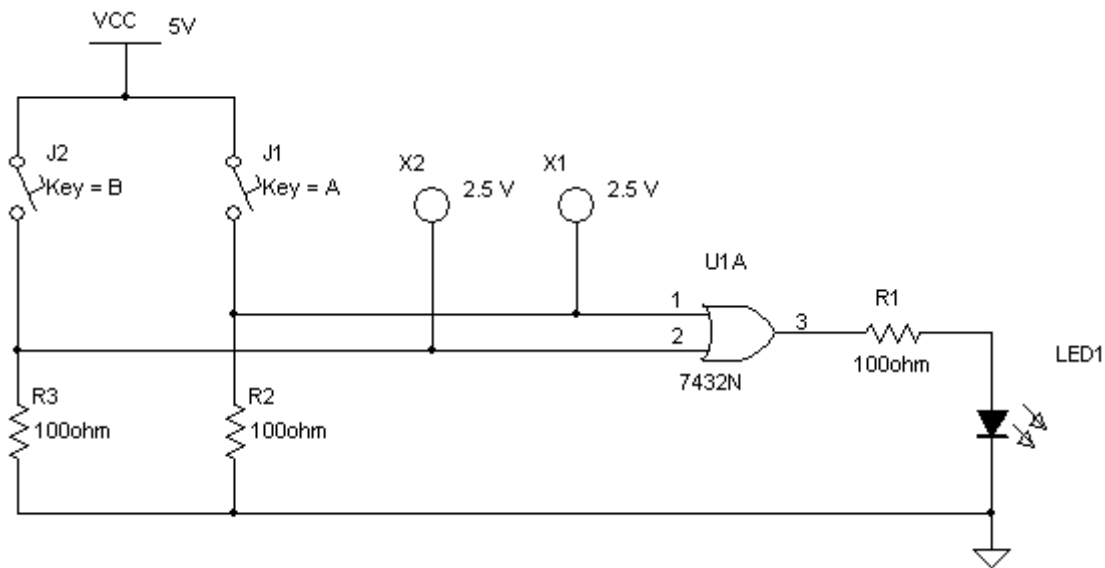 VCC 5V
J2
Key = B
J1
Key = A
X2
2.5 V
X1
2.5 V
U1A
1
2
3
7432N
R1
100ohm
LED1
R3
100ohm
R2
100ohm